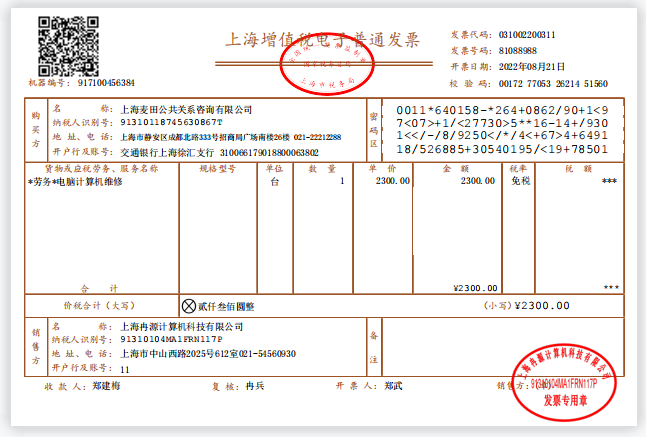 上海增值税电子普通发票
全国统一发票监制章
国家税务总局
上海市税务局
发票代码: 031002200311
发票号码: 81088988
开票日期: 2022年08月21日
校 验 码: 00172 77053 26214 51560
机器编号: 917100456384
购买方
名 称: 上海麦田公共关系咨询有限公司
纳税人识别号: 91310118745630867T
地 址、电 话: 上海市静安区成都北路333号招商局广场南楼26楼 021-22212288
开户行及账号: 交通银行上海徐汇支行 310066179018800063802
密码区
0011*640158-*264+0862/90+1<9
7<07>+1/<27730>5**16-14+/930
1<</-/8/9250</*/4<+67>4+6491
18/526885+30540195/<19+78501
货物或应税劳务、服务名称 规格型号 单位 数 量 单 价 金 额 税率 税 额
*劳务*电脑计算机维修 台 1 2300.00 2300.00 免税 ***
合 计 ¥2300.00 ***
价税合计（大写） ⊗贰仟叁佰圆整 (小写)¥2300.00
销售方
名 称: 上海冉源计算机科技有限公司
纳税人识别号: 91310104MA1FRN117P
地 址、电 话: 上海市中山西路2025号612室021-54560930
开户行及账号: 11
备注
收 款 人: 郑建梅 复 核: 冉兵 开 票 人: 郑武 销售方:
上海冉源计算机科技有限公司
91310104MA1FRN117P
发票专用章